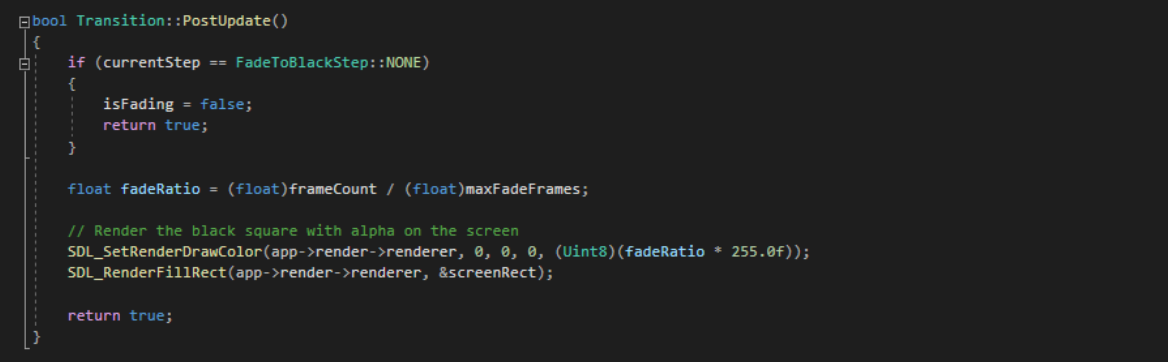 bool Transition::PostUpdate()
{
if (currentStep == FadeToBlackStep::NONE)
{
isFading = false;
return true;
}
float fadeRatio = (float)frameCount / (float)maxFadeFrames;
// Render the black square with alpha on the screen
SDL_SetRenderDrawColor(app->render->renderer, 0, 0, 0, (Uint8)(fadeRatio * 255.0f));
SDL_RenderFillRect(app->render->renderer, &screenRect);
return true;
}